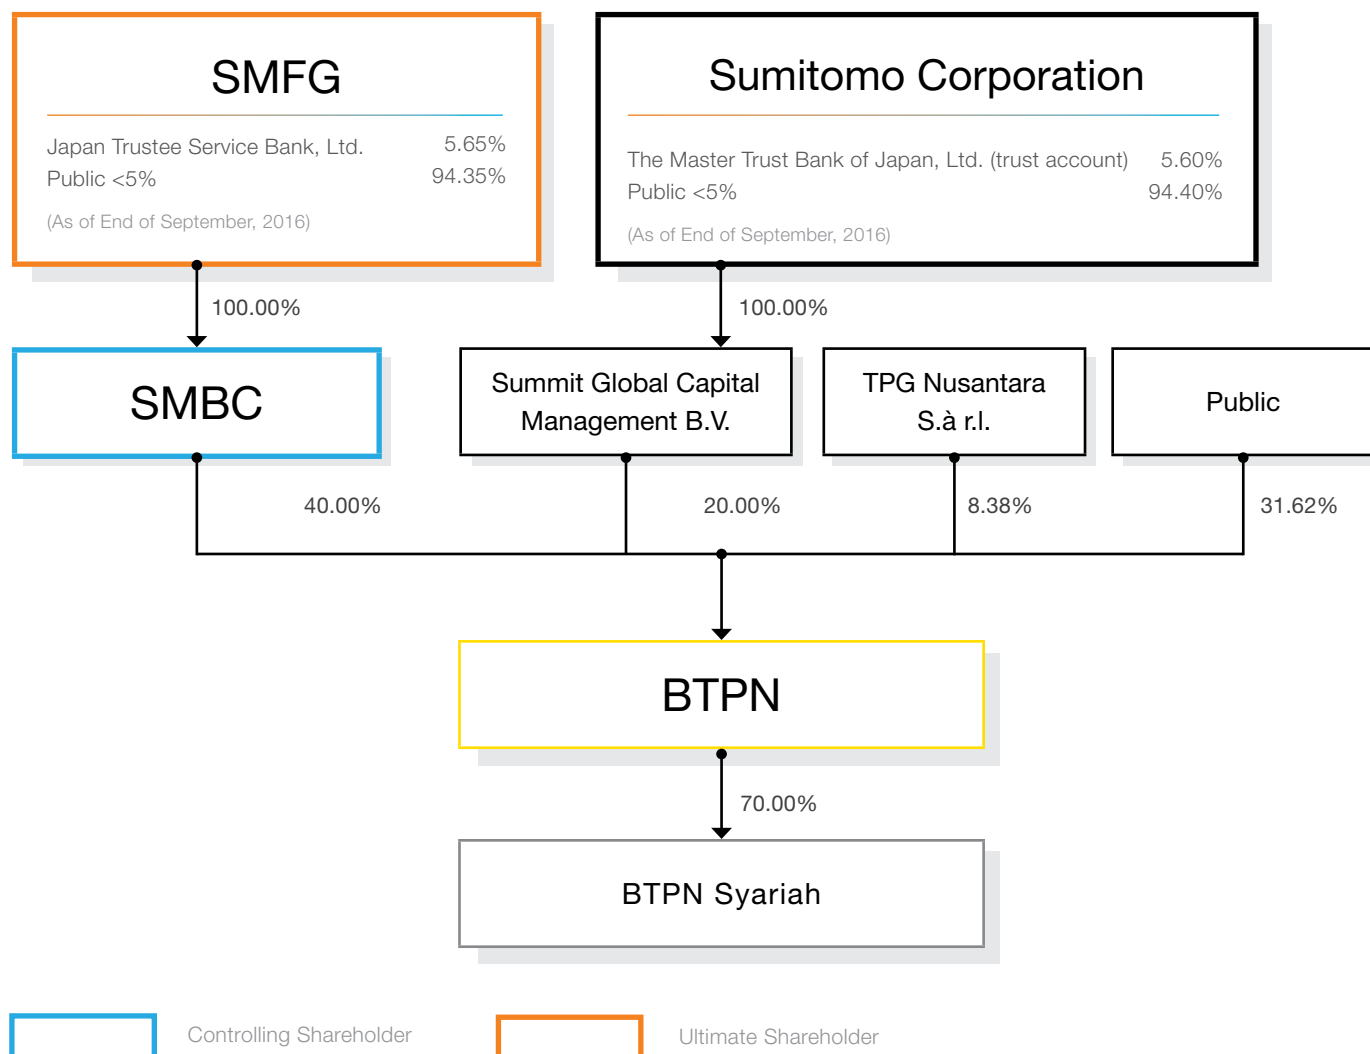 SMFG
Japan Trustee Service Bank, Ltd. 5.65%
Public <5% 94.35%
(As of End of September, 2016)
Sumitomo Corporation
The Master Trust Bank of Japan, Ltd. (trust account) 5.60%
Public <5% 94.40%
(As of End of September, 2016)
100.00%
100.00%
SMBC
Summit Global Capital
Management B.V.
TPG Nusantara
S.à r.l.
Public
40.00%
20.00%
8.38%
31.62%
BTPN
70.00%
BTPN Syariah
Controlling Shareholder
Ultimate Shareholder